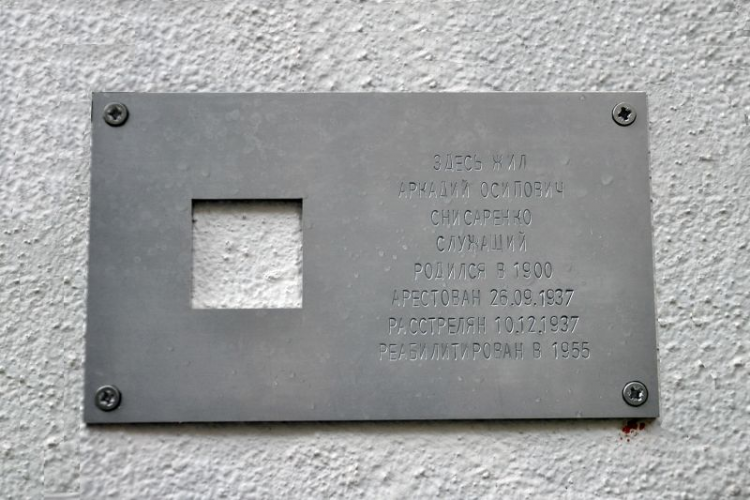 ЗДЕСЬ ЖИЛ
АРКАДИЙ ОСИПОВИЧ
СНИСАРЕНКО
СЛУЖАЩИЙ
РОДИЛСЯ В 1900
АРЕСТОВАН 26.09.1937
РАССТРЕЛЯН 10.12.1937
РЕАБИЛИТИРОВАН В 1955